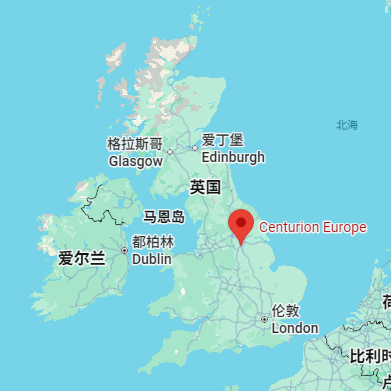 北海
格拉斯哥
Glasgow
爱丁堡
Edinburgh
英国
马恩岛
Centurion Europe
都柏林
Dublin
爱尔兰
伦敦
London
荷
比利时